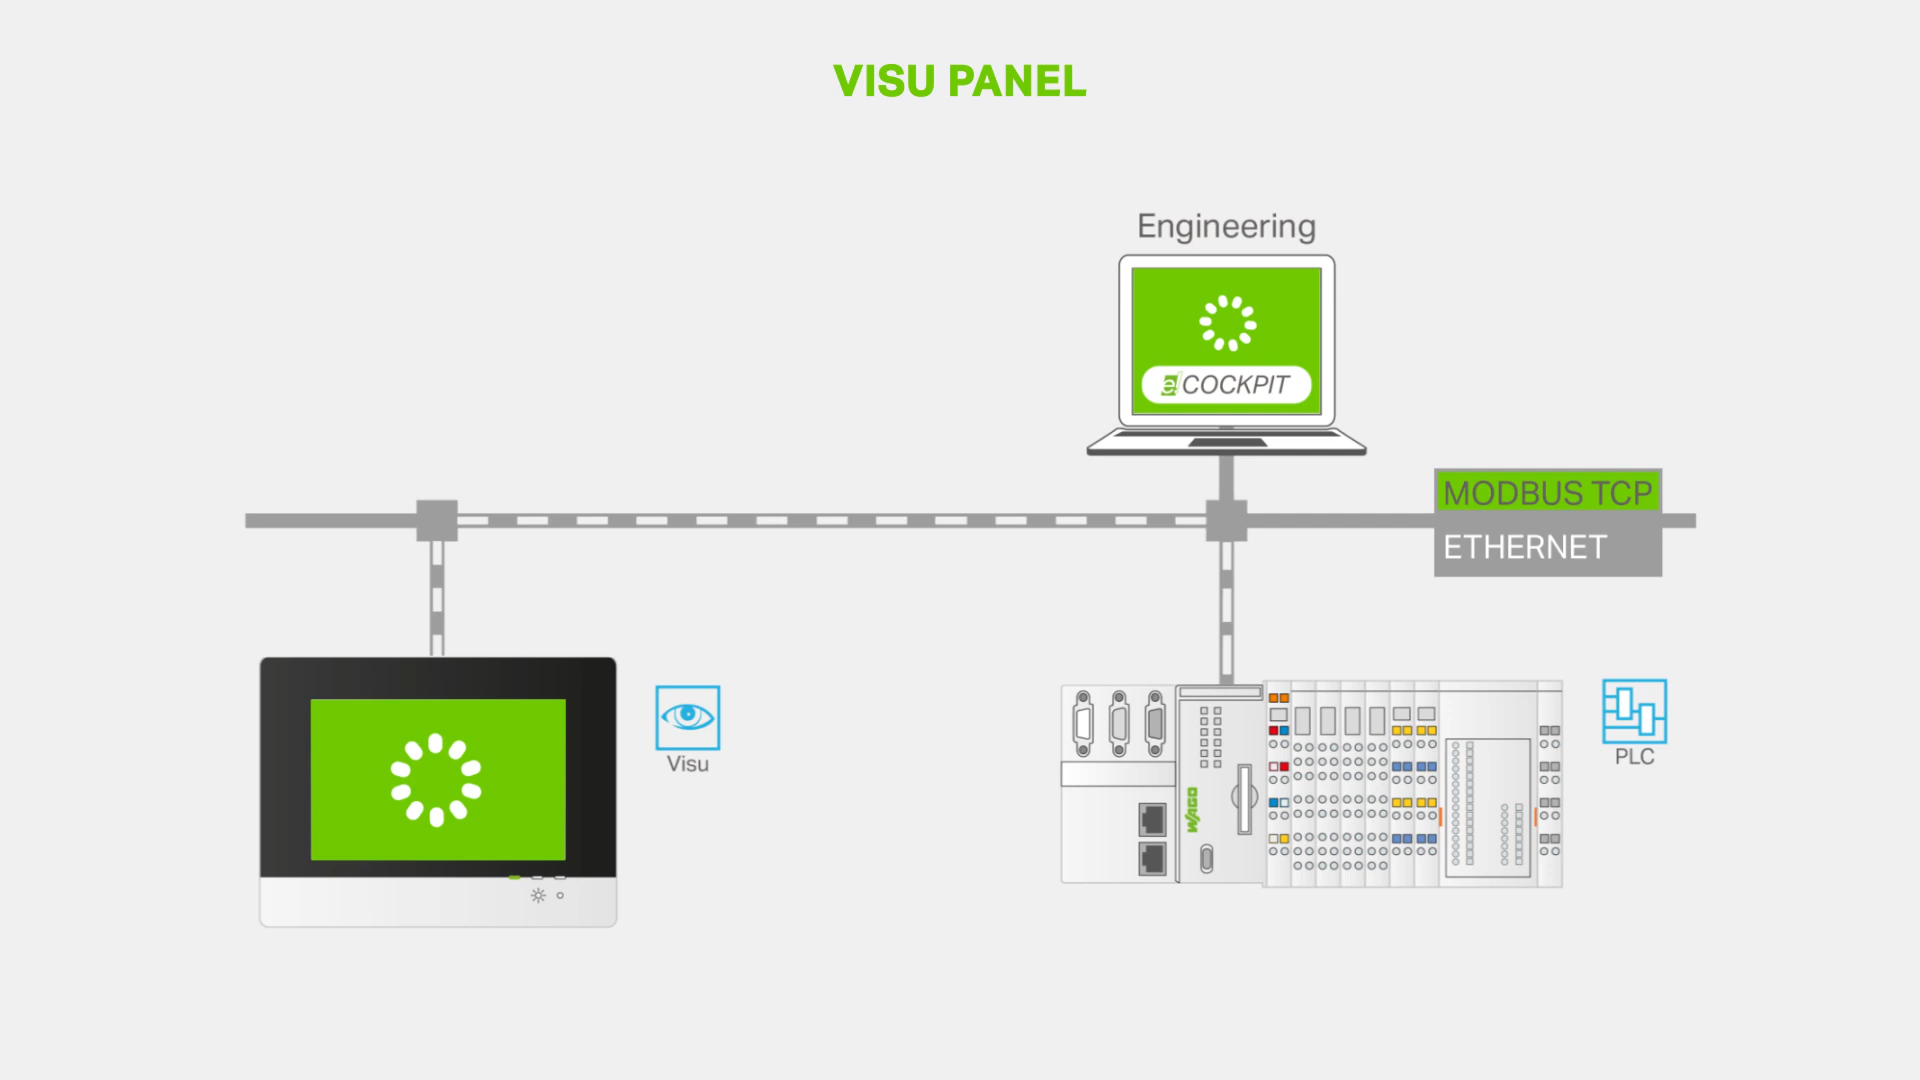 VISU PANEL
Engineering
e!COCKPIT
MODBUS TCP
ETHERNET
Visu
PLC
WAGO